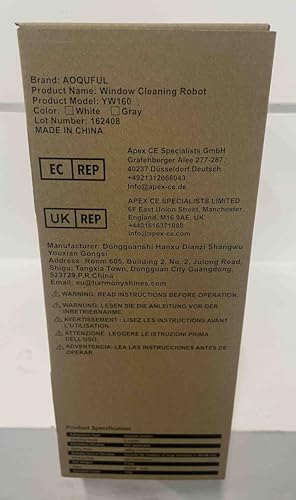 Brand: AOQUFUL
Product Name: Window Cleaning Robot
Product Model: YW160
Color: White Gray
Lot Number: 162408
MADE IN CHINA
EC REP
Apex CE Specialists GmbH
Grafenberger Alee 277-287
40237 Düsseldorf,Deutsch
+4921312066043
Info@apex-ce.de
UK REP
APEX CE SPECIALISTS LIMITED
6F East Union Street, Manchester
England, M16 9AE, UK
+4401616371080
Info@apex-ce.com
Manufacturer: Dongguanshi Hanxu Dianzi Shangwu
Youxian Gongsi
Address: Room 605, Building 2, No. 2, Julong Road,
Shigu, Tangxia Town, Dongguan City Guangdong,
523729.P.R.China
Email: eu@harmonyshines.com
WARNING: READ INSTRUCTIONS BEFORE OPERATION.
WARNUNG: LESEN SIE DIE ANLEITUNG VOR DER
INBETRIEBNAHME.
AVERTISSEMENT : LISEZ LES INSTRUCTIONS AVANT
L'UTILISATION.
ATTENZIONE: LEGGERE LE ISTRUZIONI PRIMA
DELL'USO.
ADVERTENCIA: LEA LAS INSTRUCCIONES ANTES DE
Product Specification